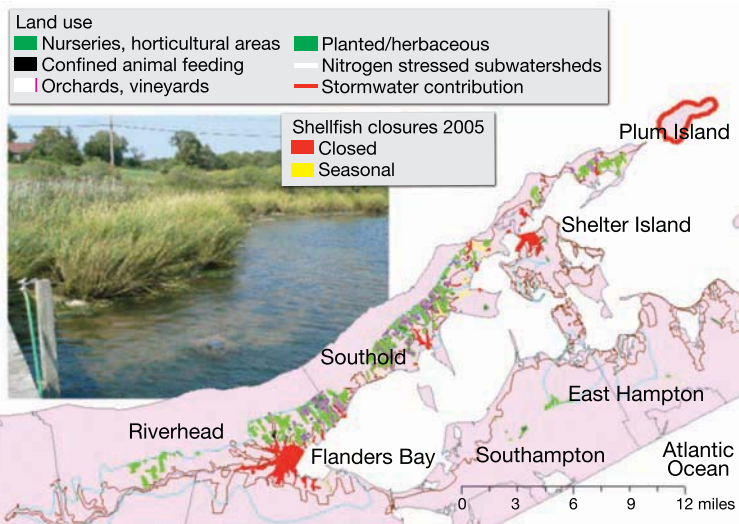 Land use
Nurseries, horticultural areas
Planted/herbaceous
Confined animal feeding
Nitrogen stressed subwatersheds
Orchards, vineyards
Stormwater contribution
Shellfish closures 2005
Closed
Seasonal
Plum Island
Shelter Island
Southold
East Hampton
Riverhead
Flanders Bay
Southampton
Atlantic
Ocean
0 3 6 9 12 miles